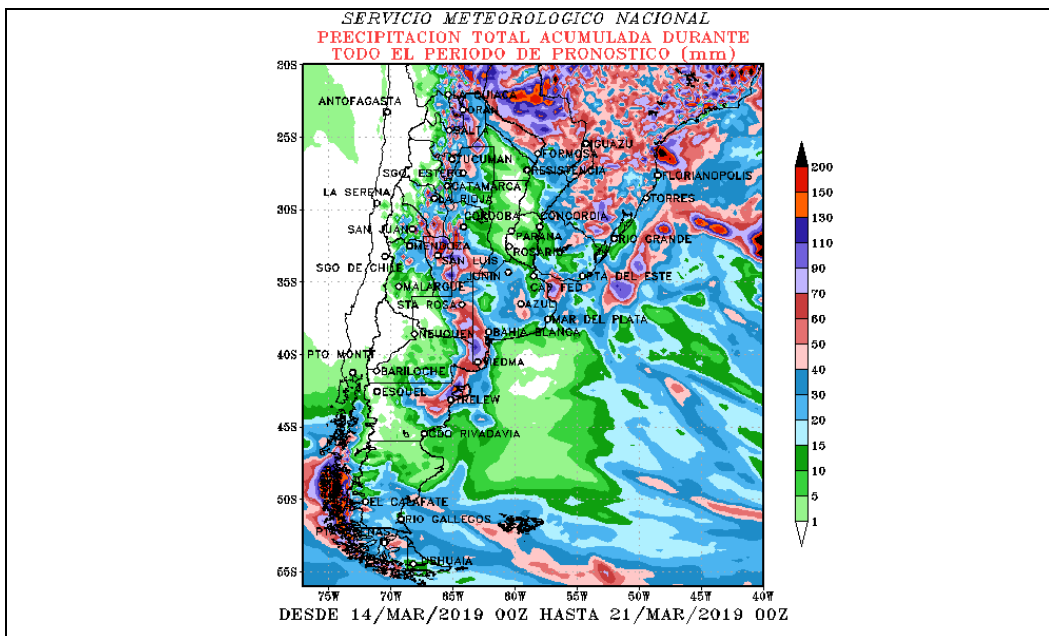 SERVICIO METEOROLOGICO NACIONAL
PRECIPITACION TOTAL ACUMULADA DURANTE
TODO EL PERIODO DE PRONOSTICO (mm)
20S
LA QUIACA
ANTOFAGASTA
ORAN
25S
SALTA
IGUAZU
FORMOSA
TUCUMAN
SGO. ESTERO
RESISTENCIA
FLORIANOPOLIS
CATAMARCA
LA SERENA
LA RIOJA
TORRES
30S
CORDOBA
CONCORDIA
SAN JUAN
PARANA
RIO GRANDE
MENDOZA
ROSARIO
SGO DE CHILE
SAN LUIS
JUNIN
PTA DEL ESTE
35S
MALARGUE
CAP FED
STA ROSA
AZUL
MAR DEL PLATA
NEUQUEN
BAHIA BLANCA
40S
PTO MONTT
VIEDMA
BARILOCHE
ESQUEL
TRELEW
45S
CDO RIVADAVIA
50S
EL CALAFATE
RIO GALLEGOS
USHUAIA
55S
75W 70W 65W 60W 55W 50W 45W 40W
200
150
130
110
90
70
60
50
40
30
20
15
10
5
1
DESDE 14/MAR/2019 00Z HASTA 21/MAR/2019 00Z